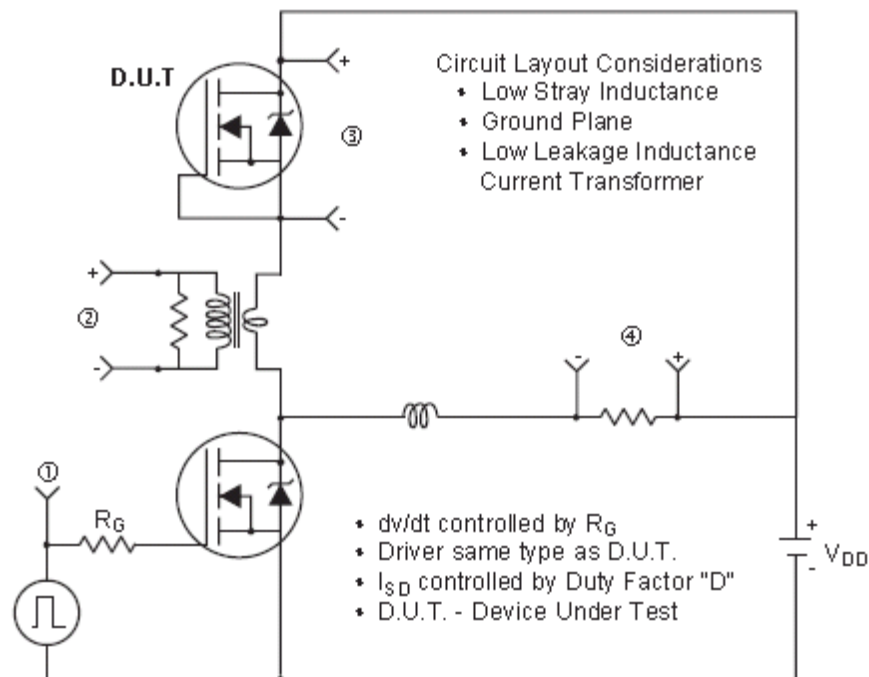 D.U.T
+
③
-
Circuit Layout Considerations
• Low Stray Inductance
• Ground Plane
• Low Leakage Inductance
Current Transformer
+
②
-
④
-
+
①
RG
• dv/dt controlled by RG
• Driver same type as D.U.T.
• ISD controlled by Duty Factor "D"
• D.U.T. - Device Under Test
+
-
VDD